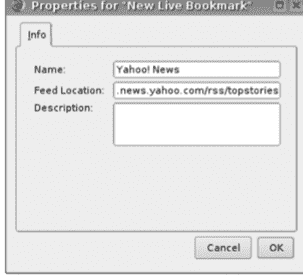 Properties for "New Live Bookmark"
Info
Name: Yahoo! News
Feed Location: .news.yahoo.com/rss/topstories
Description:
Cancel OK